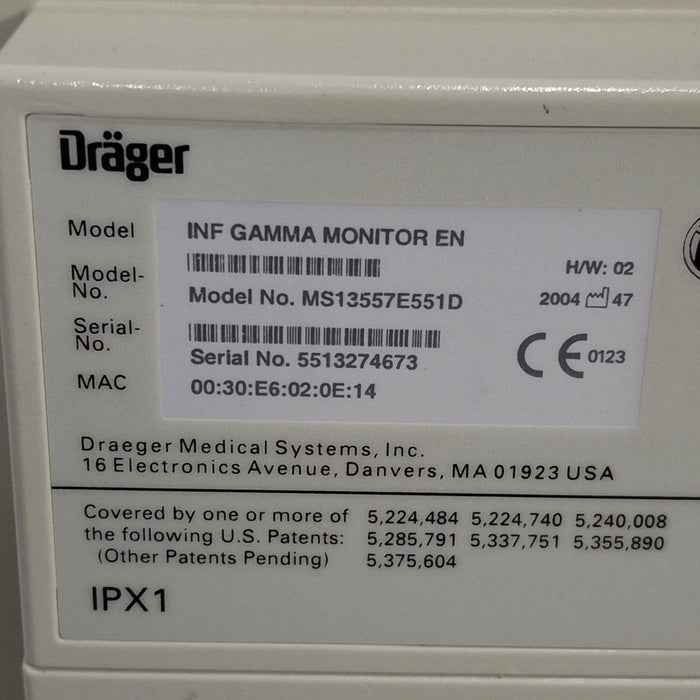 Dräger
Model INF GAMMA MONITOR EN
H/W: 02
Model-No. Model No. MS13557E551D
2004 47
Serial-No. Serial No. 5513274673
CE 0123
MAC 00:30:E6:02:0E:14
Draeger Medical Systems, Inc.
16 Electronics Avenue, Danvers, MA 01923 USA
Covered by one or more of 5,224,484 5,224,740 5,240,008
the following U.S. Patents: 5,285,791 5,337,751 5,355,890
(Other Patents Pending) 5,375,604
IPX1